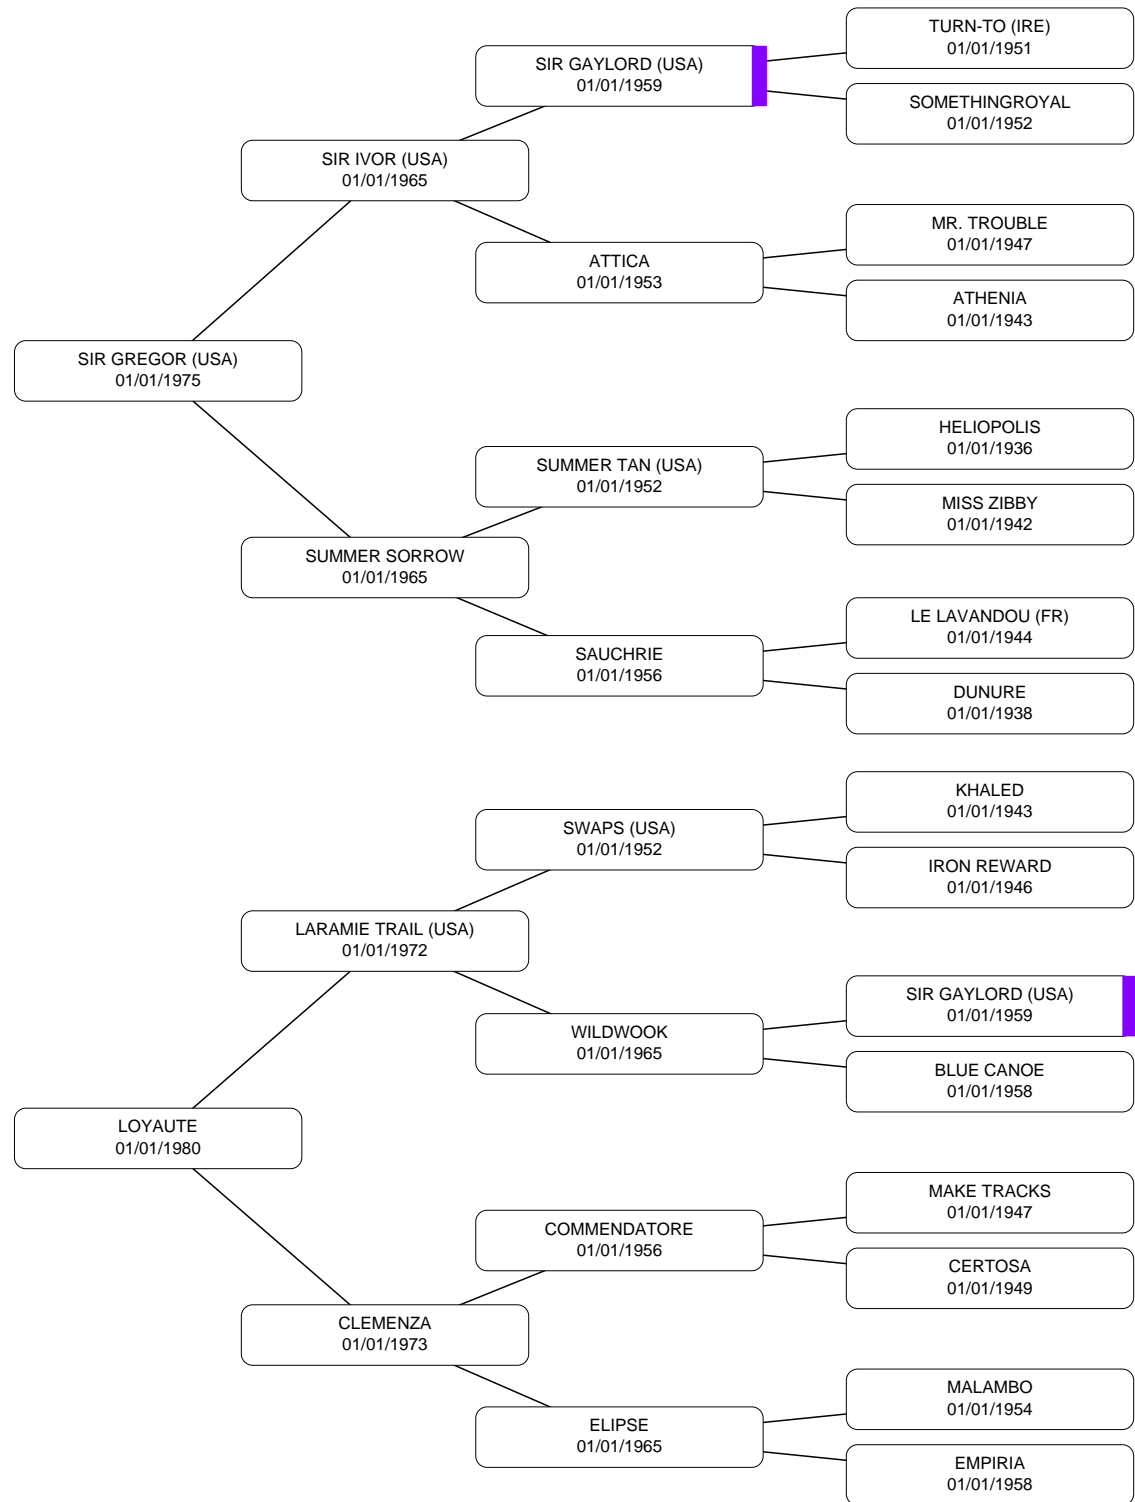 TURN-TO (IRE)
01/01/1951
SIR GAYLORD (USA)
01/01/1959
SOMETHINGROYAL
01/01/1952
SIR IVOR (USA)
01/01/1965
MR. TROUBLE
01/01/1947
ATTICA
01/01/1953
ATHENIA
01/01/1943
SIR GREGOR (USA)
01/01/1975
HELIOPOLIS
01/01/1936
SUMMER TAN (USA)
01/01/1952
MISS ZIBBY
01/01/1942
SUMMER SORROW
01/01/1965
LE LAVANDOU (FR)
01/01/1944
SAUCHRIE
01/01/1956
DUNURE
01/01/1938
KHALED
01/01/1943
SWAPS (USA)
01/01/1952
IRON REWARD
01/01/1946
LARAMIE TRAIL (USA)
01/01/1972
SIR GAYLORD (USA)
01/01/1959
WILDWOOK
01/01/1965
BLUE CANOE
01/01/1958
LOYAUTE
01/01/1980
MAKE TRACKS
01/01/1947
COMMENDATORE
01/01/1956
CERTOSA
01/01/1949
CLEMENZA
01/01/1973
MALAMBO
01/01/1954
ELIPSE
01/01/1965
EMPIRIA
01/01/1958